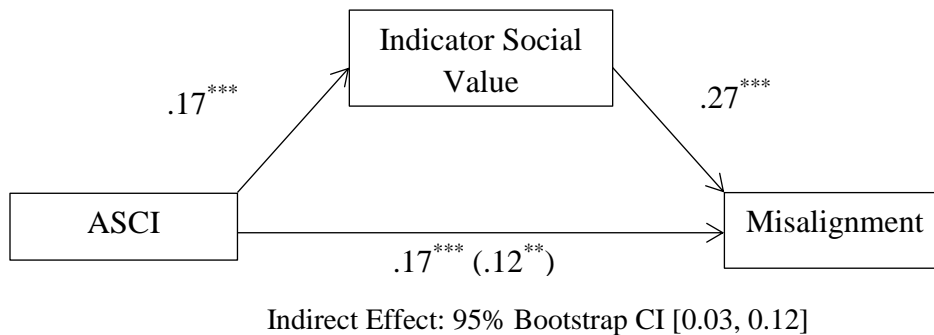 Indicator Social
Value
.17***
.27***
ASCI
Misalignment
.17*** (.12**)
Indirect Effect: 95% Bootstrap CI [0.03, 0.12]